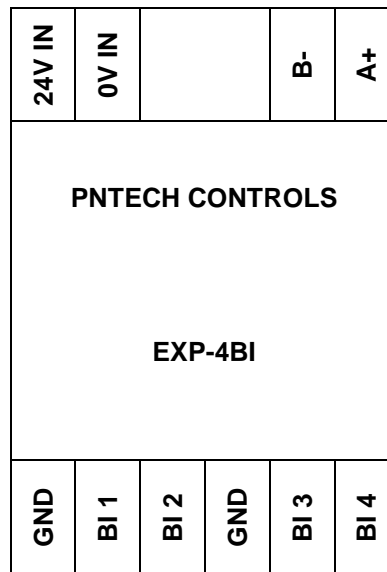 24V IN
0V IN
B-
A+
PNTECH CONTROLS
EXP-4BI
GND
BI 1
BI 2
GND
BI 3
BI 4